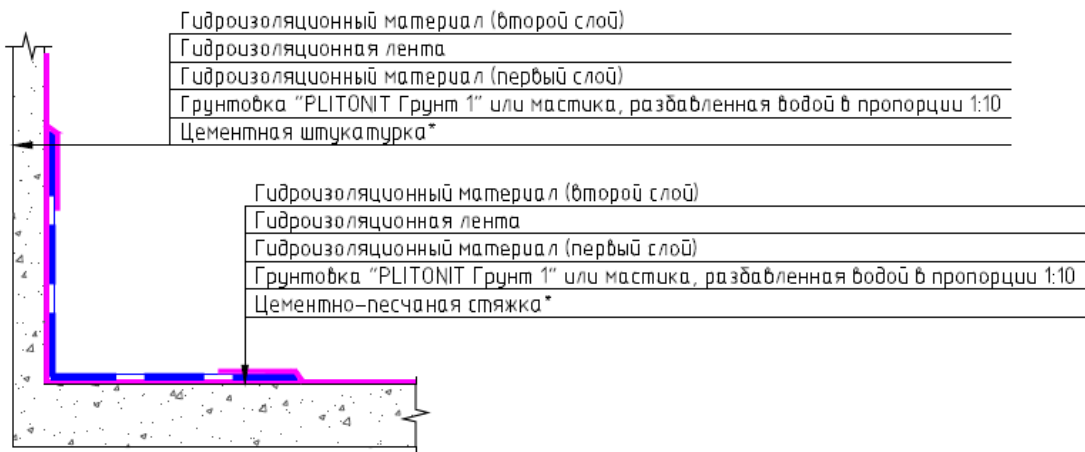 Гидроизоляционный материал (второй слой)
Гидроизоляционная лента
Гидроизоляционный материал (первый слой)
Грунтовка "PLITONIT Грунт 1" или мастика, разбавленная водой в пропорции 1:10
Цементная штукатурка*
Гидроизоляционный материал (второй слой)
Гидроизоляционная лента
Гидроизоляционный материал (первый слой)
Грунтовка "PLITONIT Грунт 1" или мастика, разбавленная водой в пропорции 1:10
Цементно-песчаная стяжка*